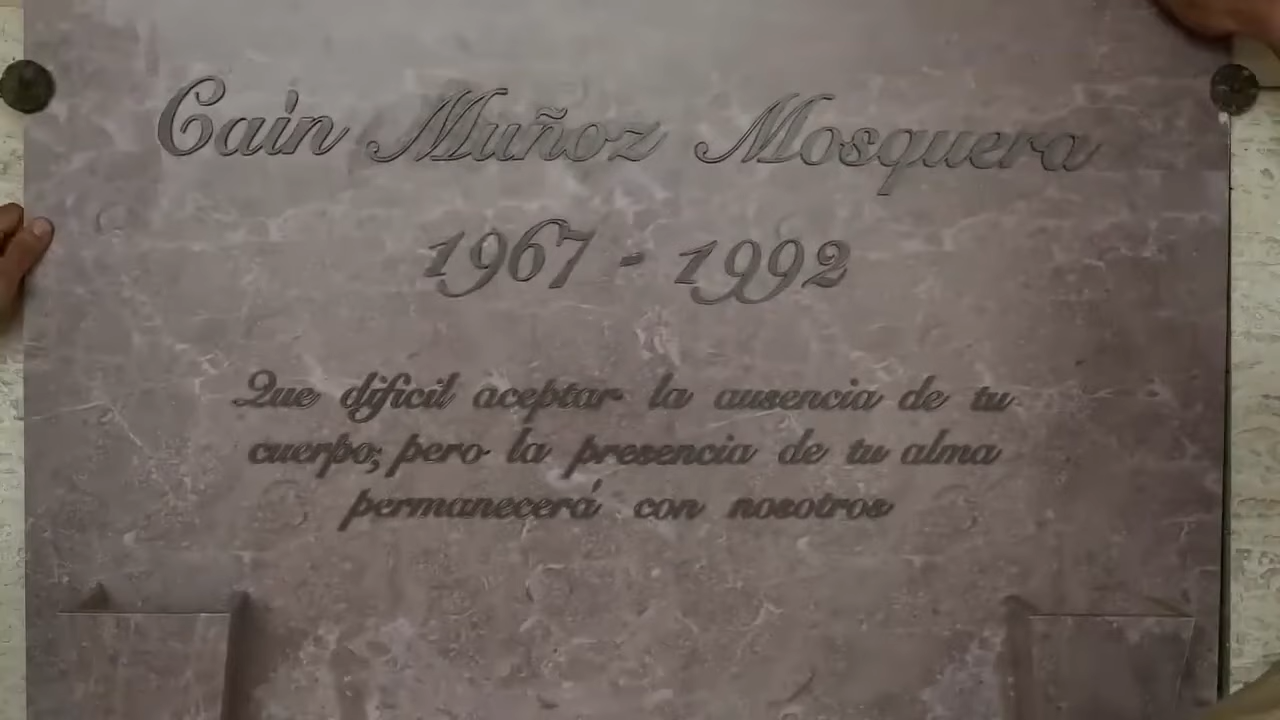 Cain Muñoz Mosquera
1967 - 1992
Que dificil aceptar la ausencia de tu
cuerpo; pero la presencia de tu alma
permanecerá con nosotros